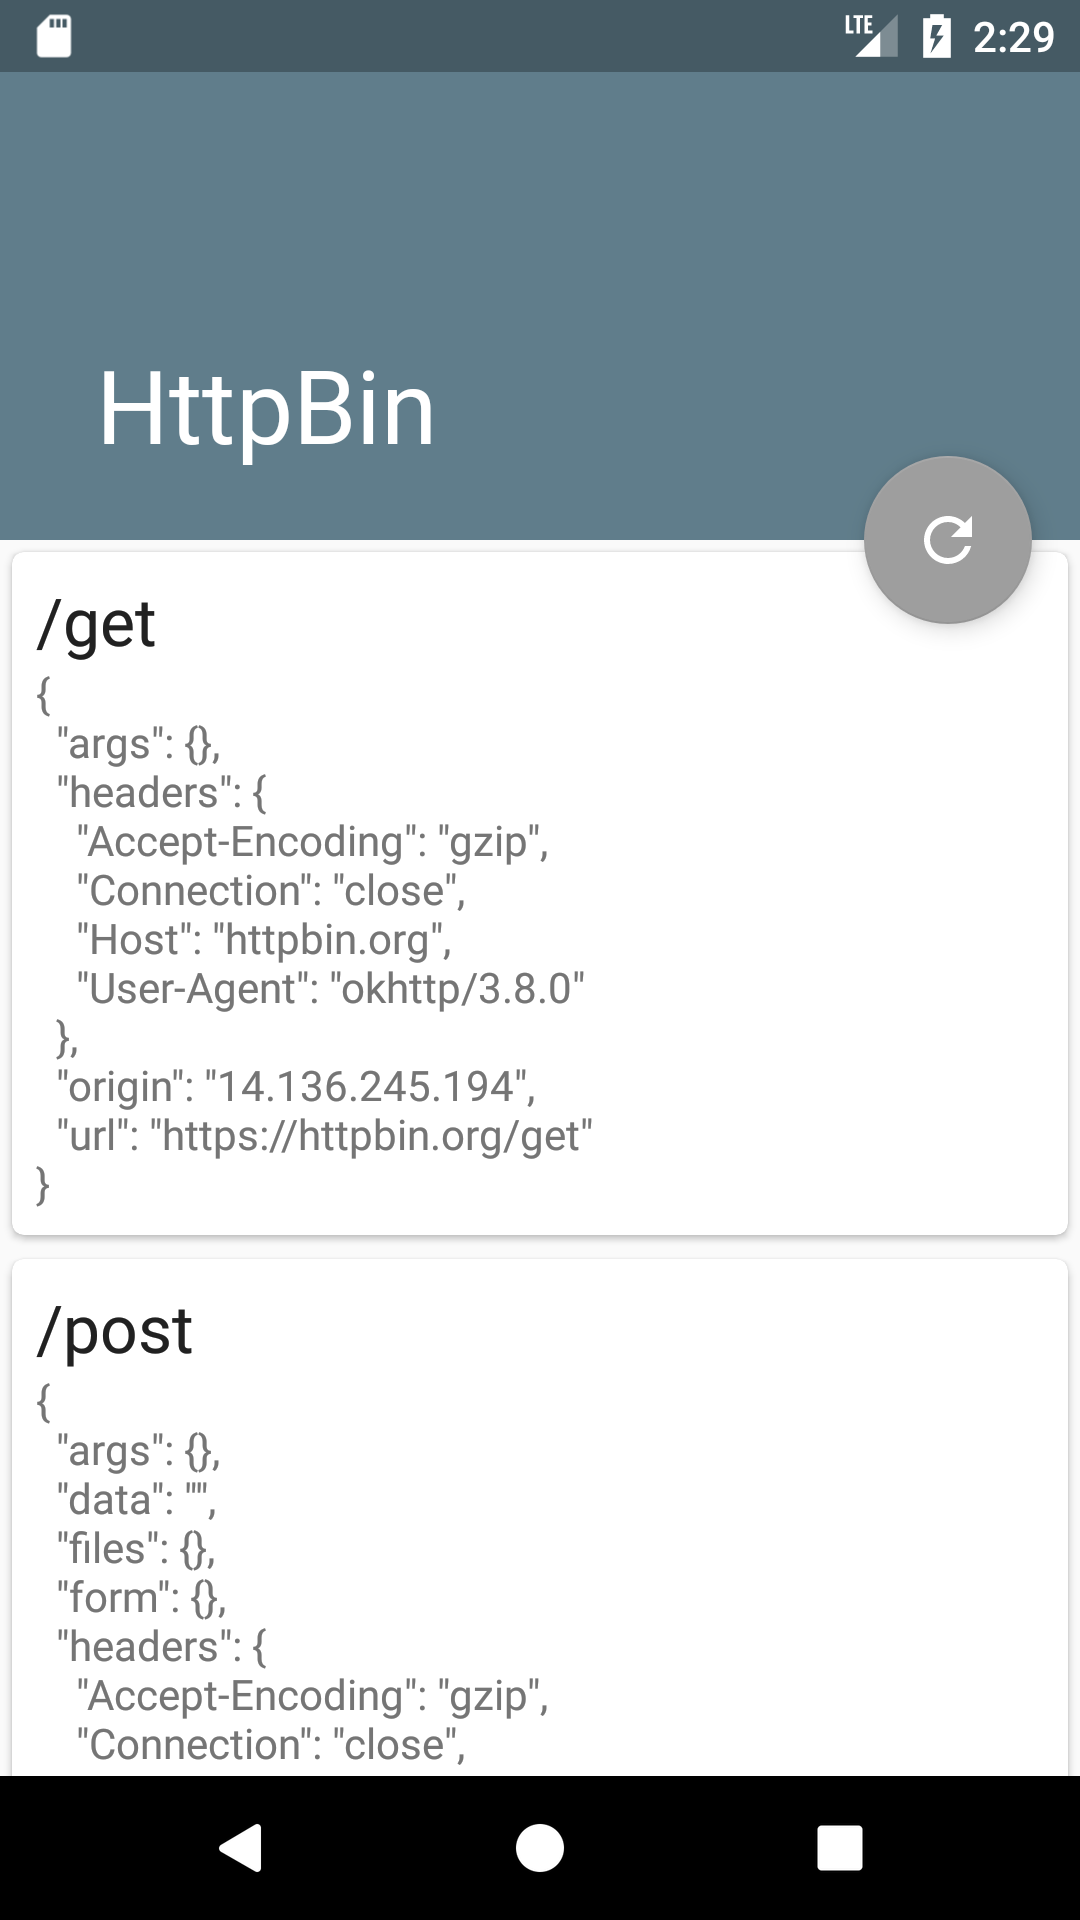 LTE 2:29
HttpBin
/get
{
  "args": {},
  "headers": {
    "Accept-Encoding": "gzip",
    "Connection": "close",
    "Host": "httpbin.org",
    "User-Agent": "okhttp/3.8.0"
  },
  "origin": "14.136.245.194",
  "url": "https://httpbin.org/get"
}
/post
{
  "args": {},
  "data": "",
  "files": {},
  "form": {},
  "headers": {
    "Accept-Encoding": "gzip",
    "Connection": "close",